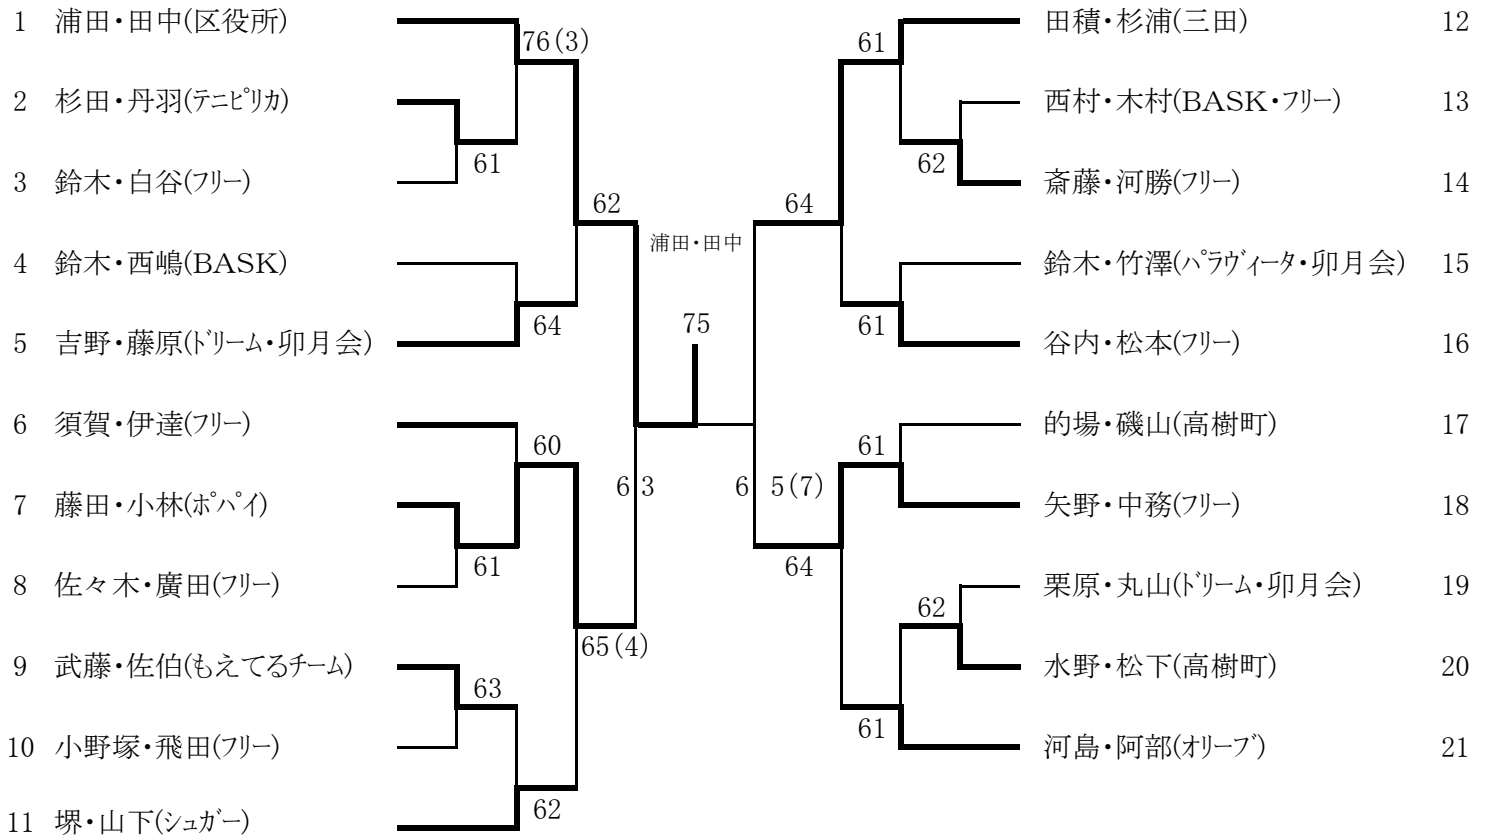 1 浦田・田中(区役所)
76(3)
2 杉田・丹羽(ﾃﾆﾋﾟﾘｶ)
61
3 鈴木・白谷(ﾌﾘｰ)
62
4 鈴木・西嶋(BASK)
64
5 吉野・藤原(ﾄﾞﾘｰﾑ・卯月会)
6 須賀・伊達(ﾌﾘｰ)
60
7 藤田・小林(ﾎﾟﾊﾟｲ)
61
8 佐々木・廣田(ﾌﾘｰ)
65(4)
9 武藤・佐伯(もえてるﾁｰﾑ)
63
10 小野塚・飛田(ﾌﾘｰ)
62
11 堺・山下(ｼｭｶﾞｰ)
63
浦田・田中
75
6 5(7)
田積・杉浦(三田) 12
61
西村・木村(BASK・ﾌﾘｰ) 13
62
斎藤・河勝(ﾌﾘｰ) 14
64
鈴木・竹澤(ﾊﾟﾗｳﾞｨｰﾀ・卯月会) 15
61
谷内・松本(ﾌﾘｰ) 16
的場・磯山(高樹町) 17
61
矢野・中務(ﾌﾘｰ) 18
64
栗原・丸山(ﾄﾞﾘｰﾑ・卯月会) 19
62
水野・松下(高樹町) 20
61
河島・阿部(ｵﾘｰﾌﾞ) 21